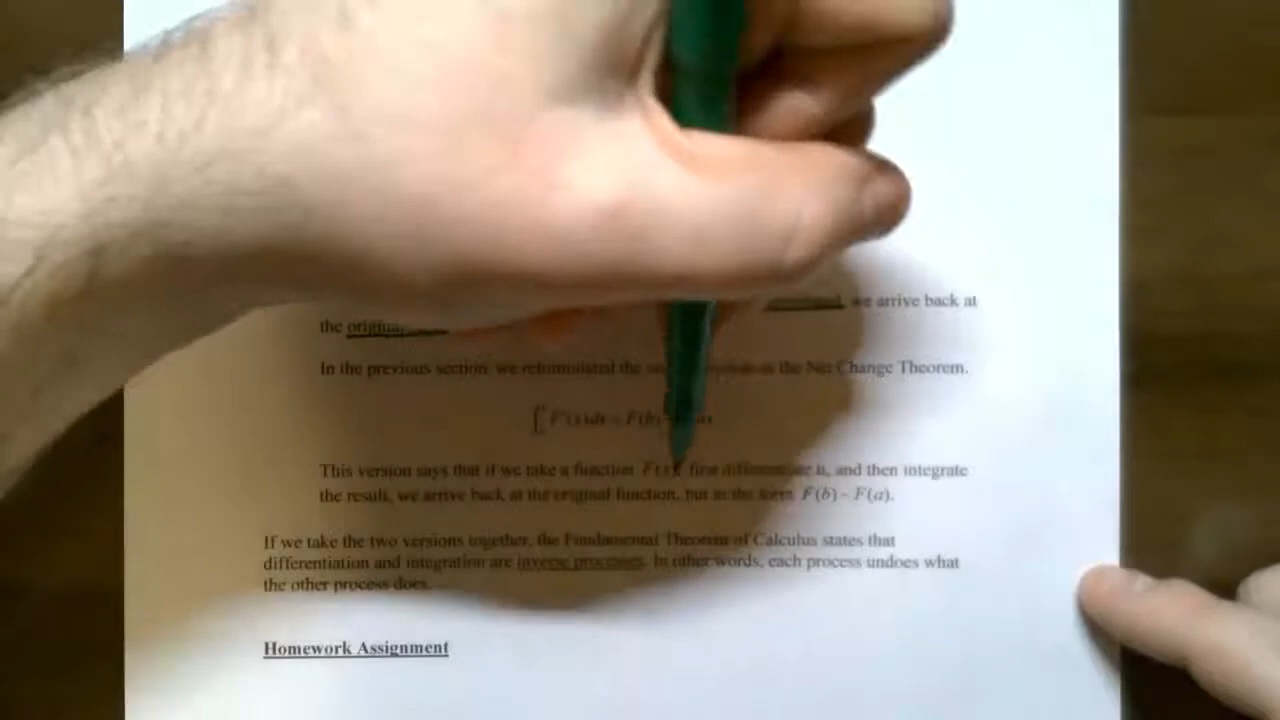 we arrive back at
the original
In the previous section, we reformulated the the Net Change Theorem.
∫ F'(x)dx = F(b)
This version says that if we take a function F(x), first differentiate it, and then integrate
the result, we arrive back at the original function, but in the form F(b) – F(a).
If we take the two versions together, the Fundamental Theorem of Calculus states that
differentiation and integration are inverse processes. In other words, each process undoes what
the other process does.
Homework Assignment